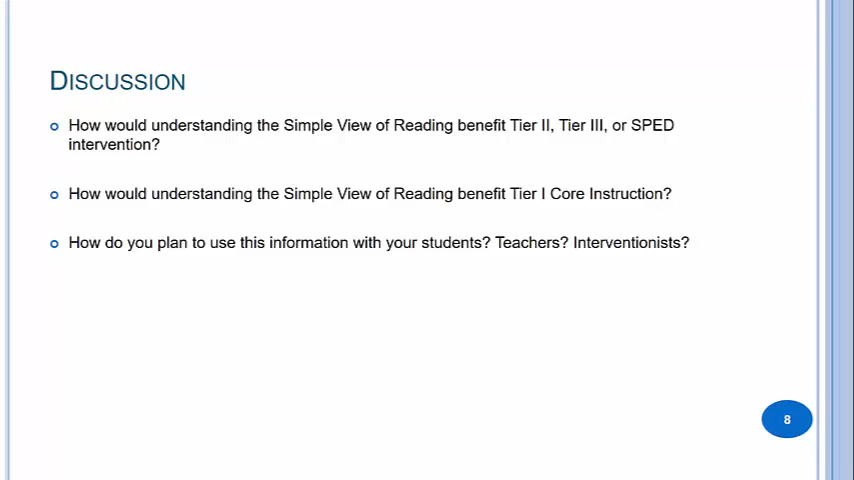 DISCUSSION
How would understanding the Simple View of Reading benefit Tier II, Tier III, or SPED
intervention?
How would understanding the Simple View of Reading benefit Tier I Core Instruction?
How do you plan to use this information with your students? Teachers? Interventionists?
8